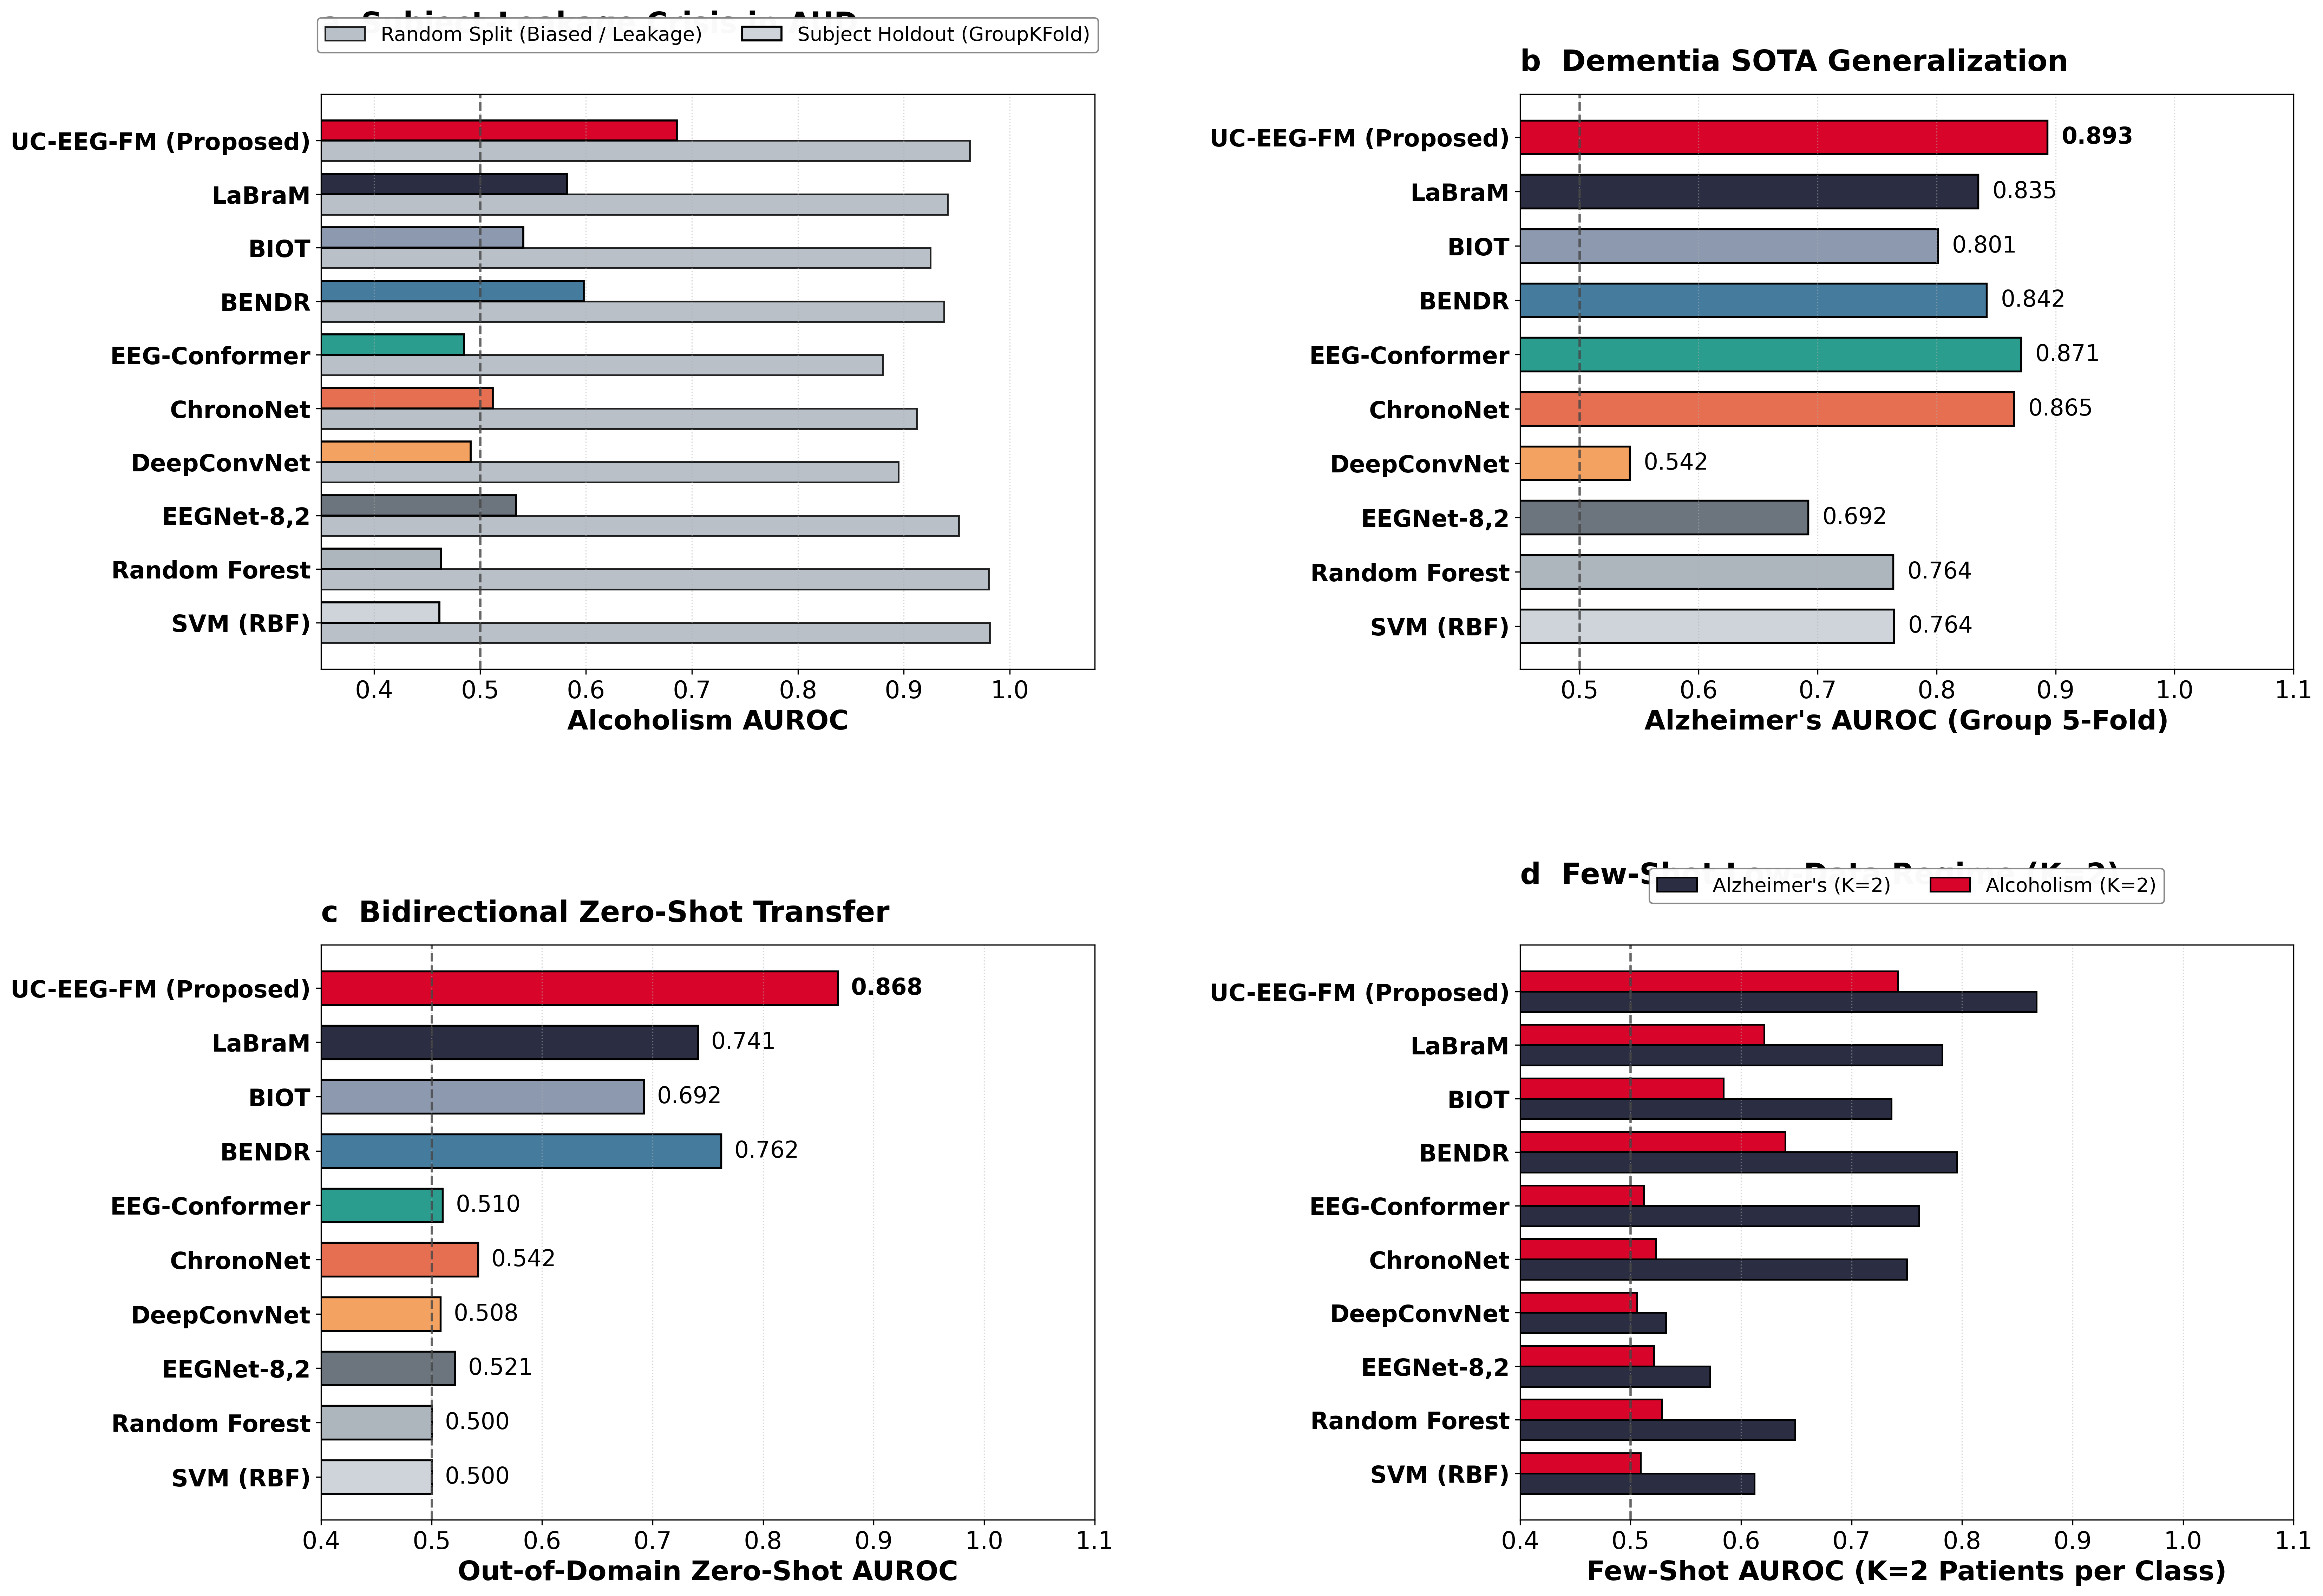 Random Split (Biased / Leakage) Subject Holdout (GroupKFold)
UC-EEG-FM (Proposed)
LaBraM
BIOT
BENDR
EEG-Conformer
ChronoNet
DeepConvNet
EEGNet-8,2
Random Forest
SVM (RBF)
0.4 0.5 0.6 0.7 0.8 0.9 1.0
Alcoholism AUROC
b Dementia SOTA Generalization
UC-EEG-FM (Proposed) 0.893
LaBraM 0.835
BIOT 0.801
BENDR 0.842
EEG-Conformer 0.871
ChronoNet 0.865
DeepConvNet 0.542
EEGNet-8,2 0.692
Random Forest 0.764
SVM (RBF) 0.764
0.5 0.6 0.7 0.8 0.9 1.0 1.1
Alzheimer's AUROC (Group 5-Fold)
c Bidirectional Zero-Shot Transfer
UC-EEG-FM (Proposed) 0.868
LaBraM 0.741
BIOT 0.692
BENDR 0.762
EEG-Conformer 0.510
ChronoNet 0.542
DeepConvNet 0.508
EEGNet-8,2 0.521
Random Forest 0.500
SVM (RBF) 0.500
0.4 0.5 0.6 0.7 0.8 0.9 1.0 1.1
Out-of-Domain Zero-Shot AUROC
d Few-
Alzheimer's (K=2) Alcoholism (K=2)
UC-EEG-FM (Proposed)
LaBraM
BIOT
BENDR
EEG-Conformer
ChronoNet
DeepConvNet
EEGNet-8,2
Random Forest
SVM (RBF)
0.4 0.5 0.6 0.7 0.8 0.9 1.0 1.1
Few-Shot AUROC (K=2 Patients per Class)